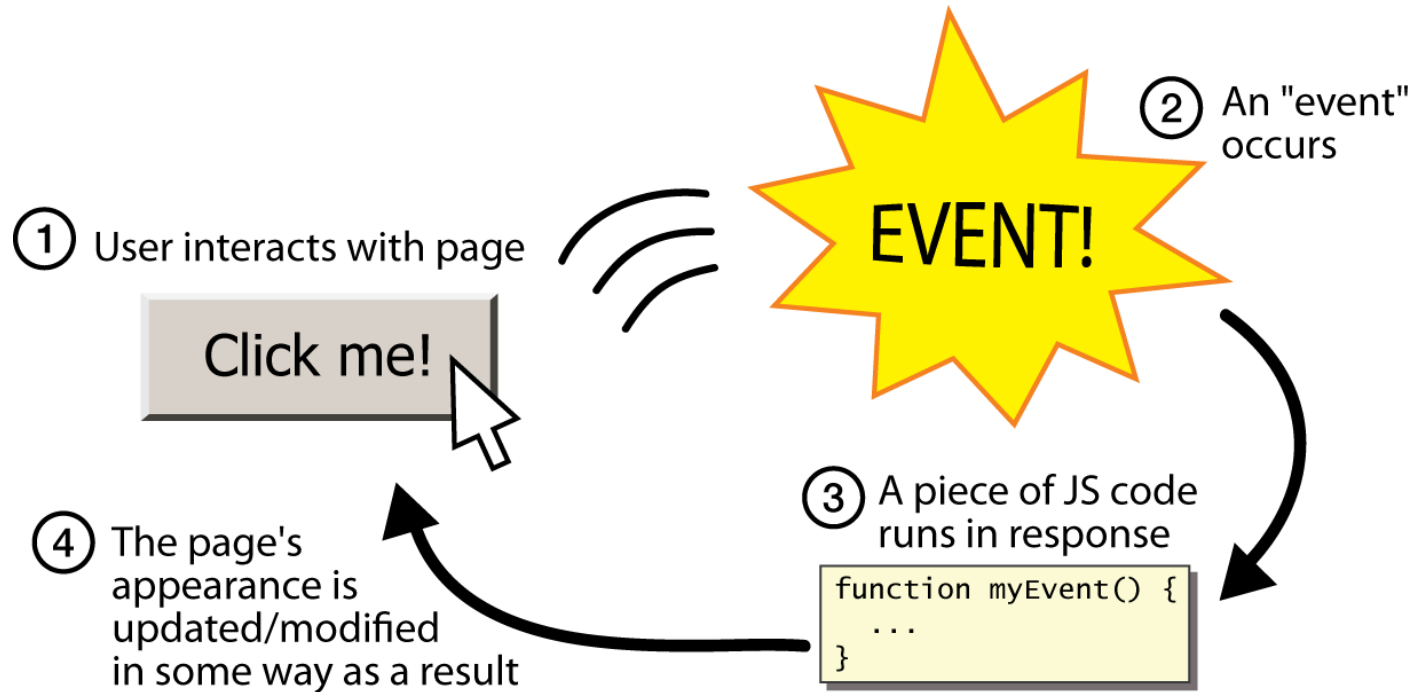 1 User interacts with page
Click me!
EVENT!
2 An "event"
occurs
3 A piece of JS code
runs in response
function myEvent() {
...
}
4 The page's
appearance is
updated/modified
in some way as a result